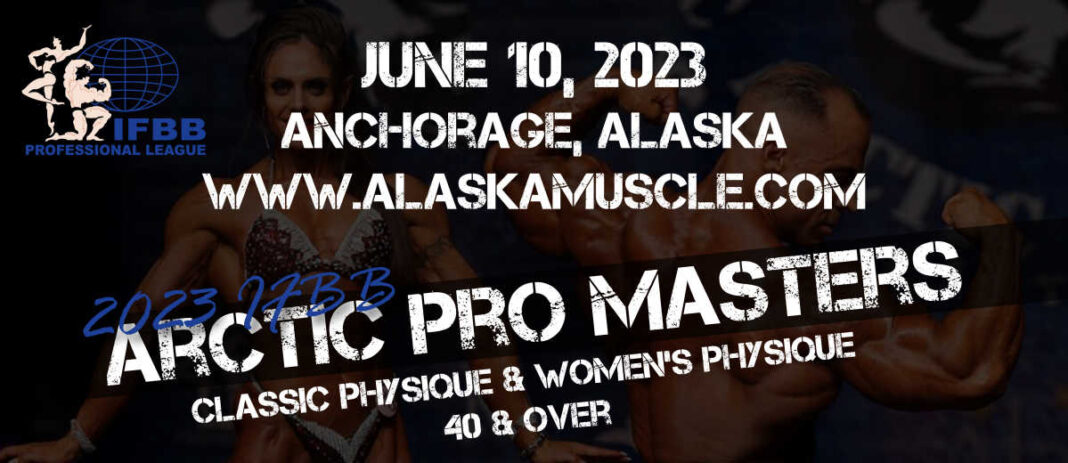 IFBB
PROFESSIONAL LEAGUE
JUNE 10, 2023
ANCHORAGE, ALASKA
WWW.ALASKAMUSCLE.COM
2023 IFBB
ARCTIC PRO MASTERS
CLASSIC PHYSIQUE & WOMEN'S PHYSIQUE
40 & OVER